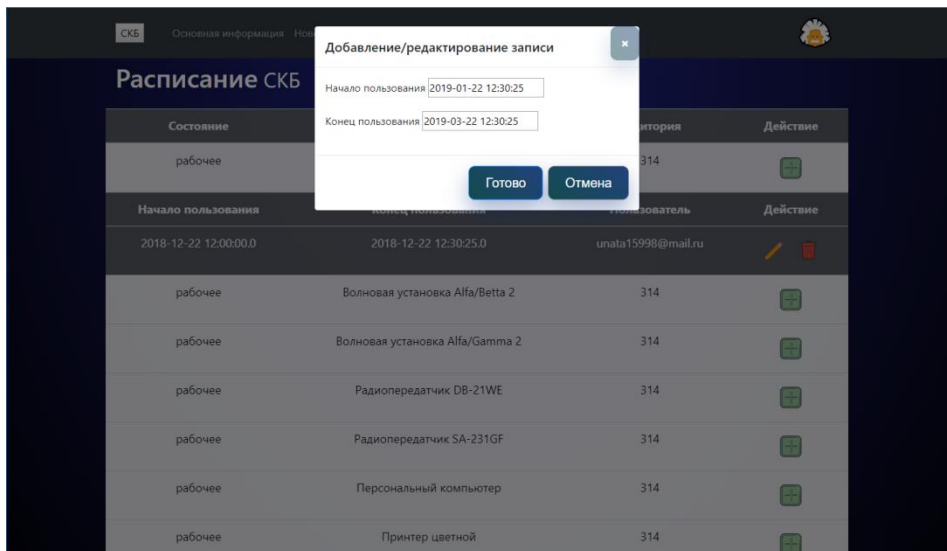 СКБ Основная информация Нов
Добавление/редактирование записи
×
Расписание СКБ
Начало пользования 2019-01-22 12:30:25
Конец пользования 2019-03-22 12:30:25
Готово Отмена
Состояние итория Действие
рабочее 314
Начало пользования Конец пользования Пользователь Действие
2018-12-22 12:00:00.0 2018-12-22 12:30:25.0 unata15998@mail.ru
рабочее Волновая установка Alfa/Betta 2 314
рабочее Волновая установка Alfa/Gamma 2 314
рабочее Радиопередатчик DB-21WE 314
рабочее Радиопередатчик SA-231GF 314
рабочее Персональный компьютер 314
рабочее Принтер цветной 314